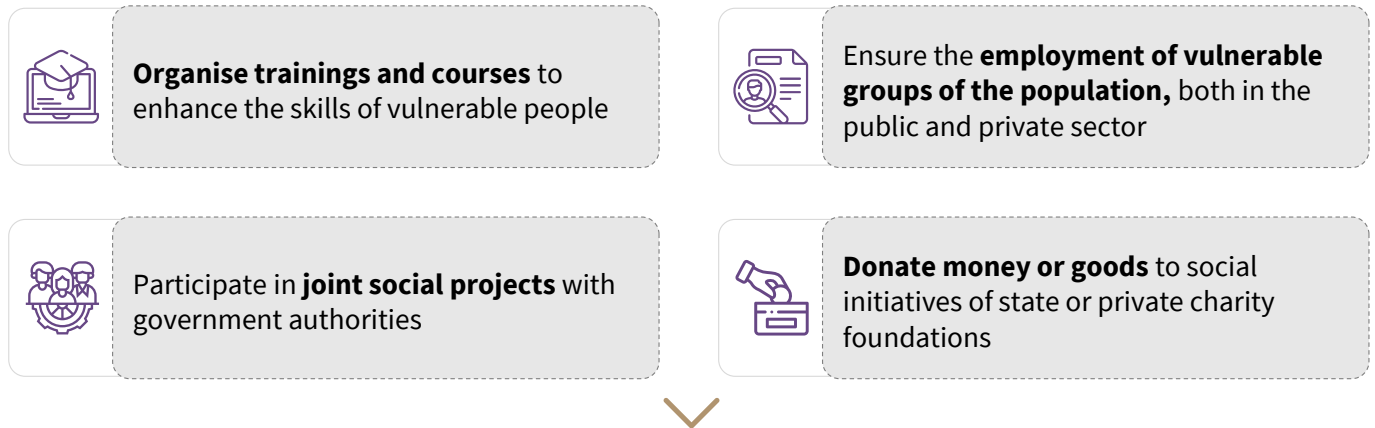 Organise trainings and courses to
enhance the skills of vulnerable people
Ensure the employment of vulnerable
groups of the population, both in the
public and private sector
Participate in joint social projects with
government authorities
Donate money or goods to social
initiatives of state or private charity
foundations